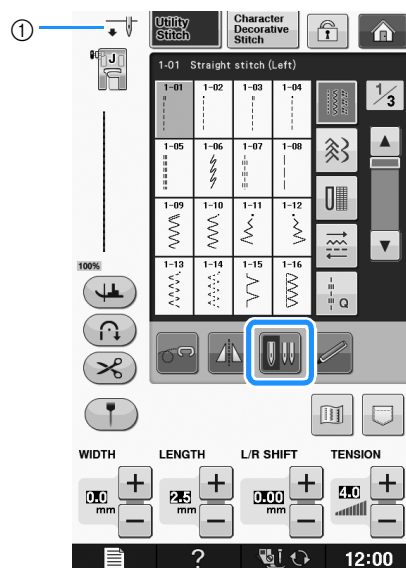 1
Utility
Stitch
Character
Decorative
Stitch
J
1-01 Straight stitch (Left)
1-01 1-02 1-03 1-04
1/3
1-05 1-06 1-07 1-08
1-09 1-10 1-11 1-12
1-13 1-14 1-15 1-16
100%
Q
WIDTH LENGTH L/R SHIFT TENSION
0.0 mm + − 2.5 mm + − 0.00 mm + − 4.0 + −
? 12:00